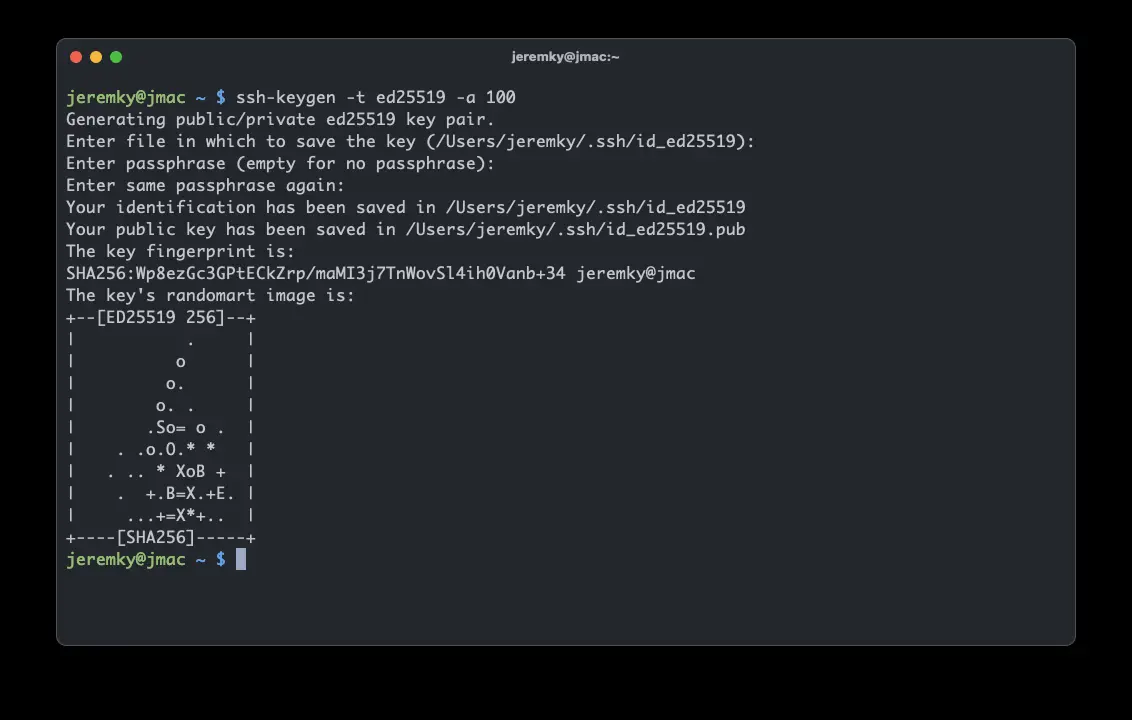 jeremky@jmac:~
jeremky@jmac ~ $ ssh-keygen -t ed25519 -a 100
Generating public/private ed25519 key pair.
Enter file in which to save the key (/Users/jeremky/.ssh/id_ed25519):
Enter passphrase (empty for no passphrase):
Enter same passphrase again:
Your identification has been saved in /Users/jeremky/.ssh/id_ed25519
Your public key has been saved in /Users/jeremky/.ssh/id_ed25519.pub
The key fingerprint is:
SHA256:Wp8ezGc3GPtECkZrp/maMI3j7TnWovSl4ih0Vanb+34 jeremky@jmac
The key's randomart image is:
+--[ED25519 256]--+
|           .     |
|          o      |
|         o.      |
|        o. .     |
|       .So= o .  |
|    . .o.O.* *   |
|   . .. * XoB +  |
|    .  +.B=X.+E. |
|     ...+=X*+..  |
+----[SHA256]-----+
jeremky@jmac ~ $